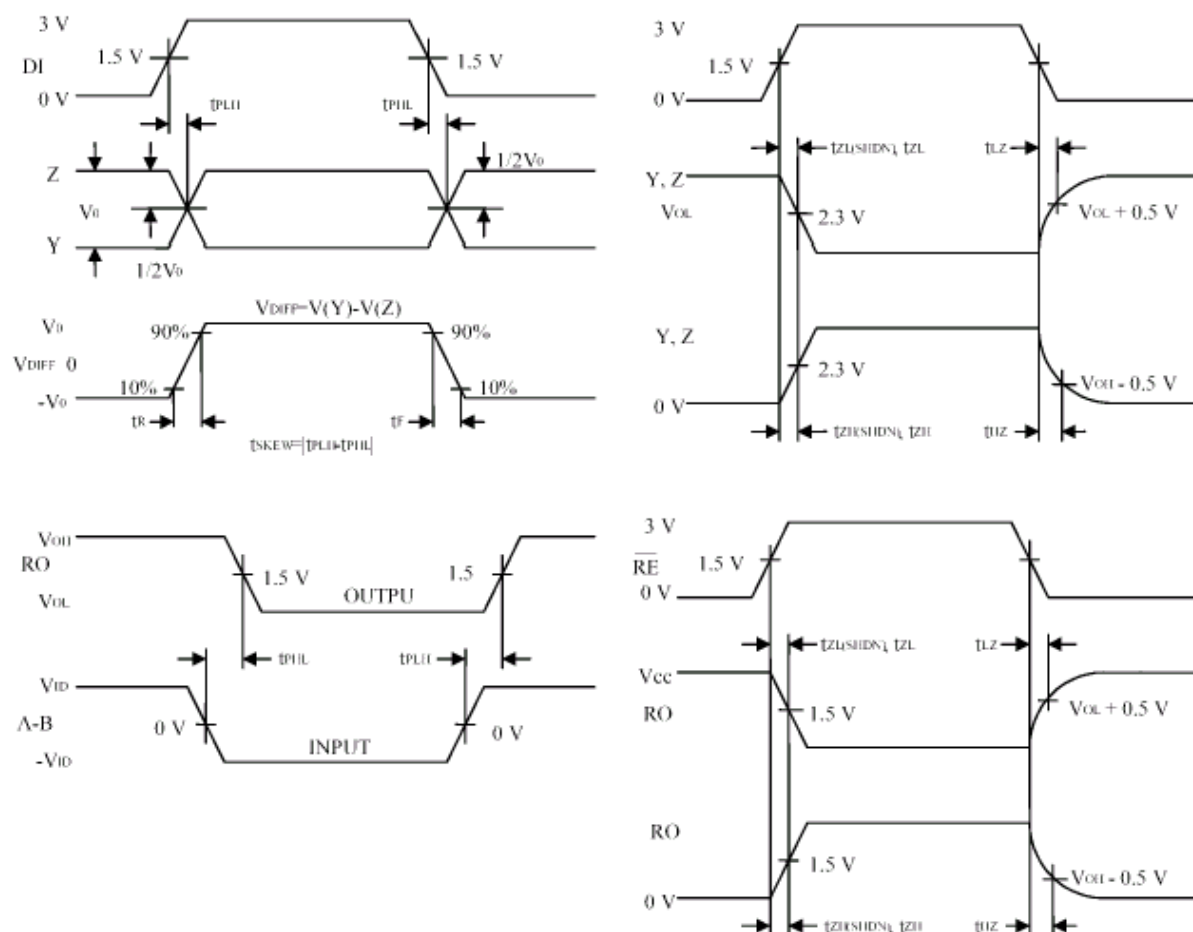 3 V
DI
1.5 V
1.5 V
0 V
tPLH
tPHL
Z
1/2V0
V0
Y
1/2V0
VDIFF=V(Y)-V(Z)
V0
90%
90%
VDIFF 0
10%
10%
-V0
tR
tF
tSKEW=|tPLH-tPHL|
3 V
1.5 V
0 V
tZL(SHDN), tZL
tLZ
Y, Z
VOL
2.3 V
VOL + 0.5 V
Y, Z
2.3 V
VOH - 0.5 V
0 V
tZH(SHDN), tZH
tHZ
VOH
RO
1.5 V
1.5
VOL
OUTPU
tPHL
tPLH
VID
A-B
0 V
0 V
INPUT
-VID
3 V
RE
1.5 V
0 V
tZL(SHDN), tZL
tLZ
Vcc
RO
1.5 V
VOL + 0.5 V
RO
1.5 V
VOH - 0.5 V
0 V
tZH(SHDN), tZH
tHZ